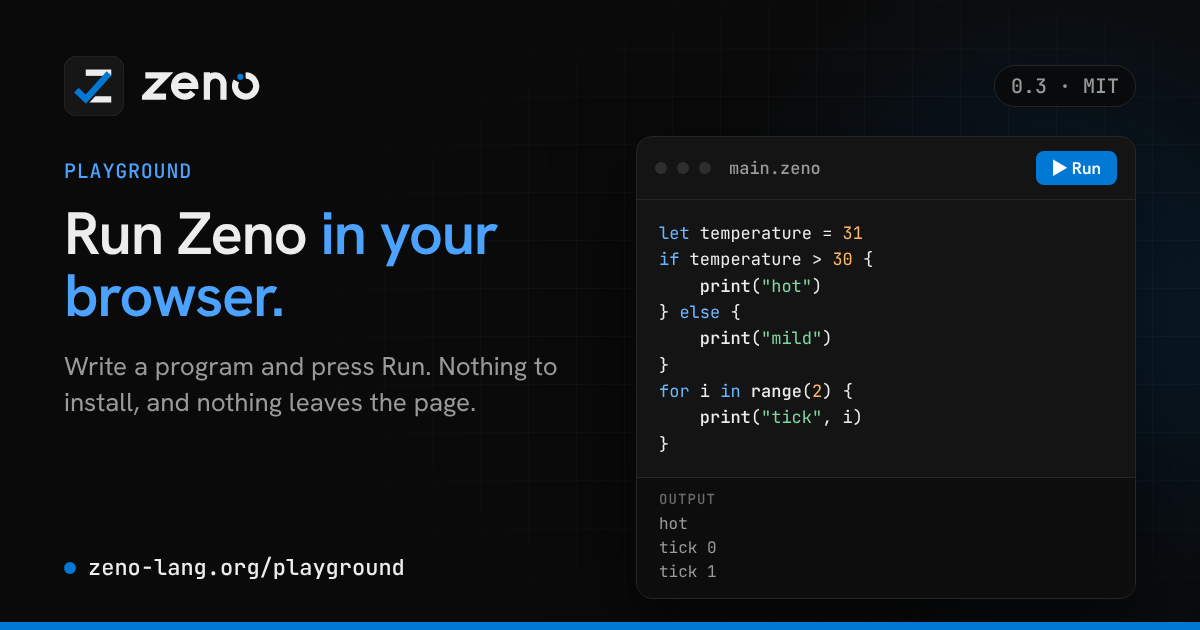 zeno
0.3 · MIT
PLAYGROUND
Run Zeno in your
browser.
Write a program and press Run. Nothing to
install, and nothing leaves the page.
zeno-lang.org/playground
main.zeno
Run
let temperature = 31
if temperature > 30 {
    print("hot")
} else {
    print("mild")
}
for i in range(2) {
    print("tick", i)
}
OUTPUT
hot
tick 0
tick 1